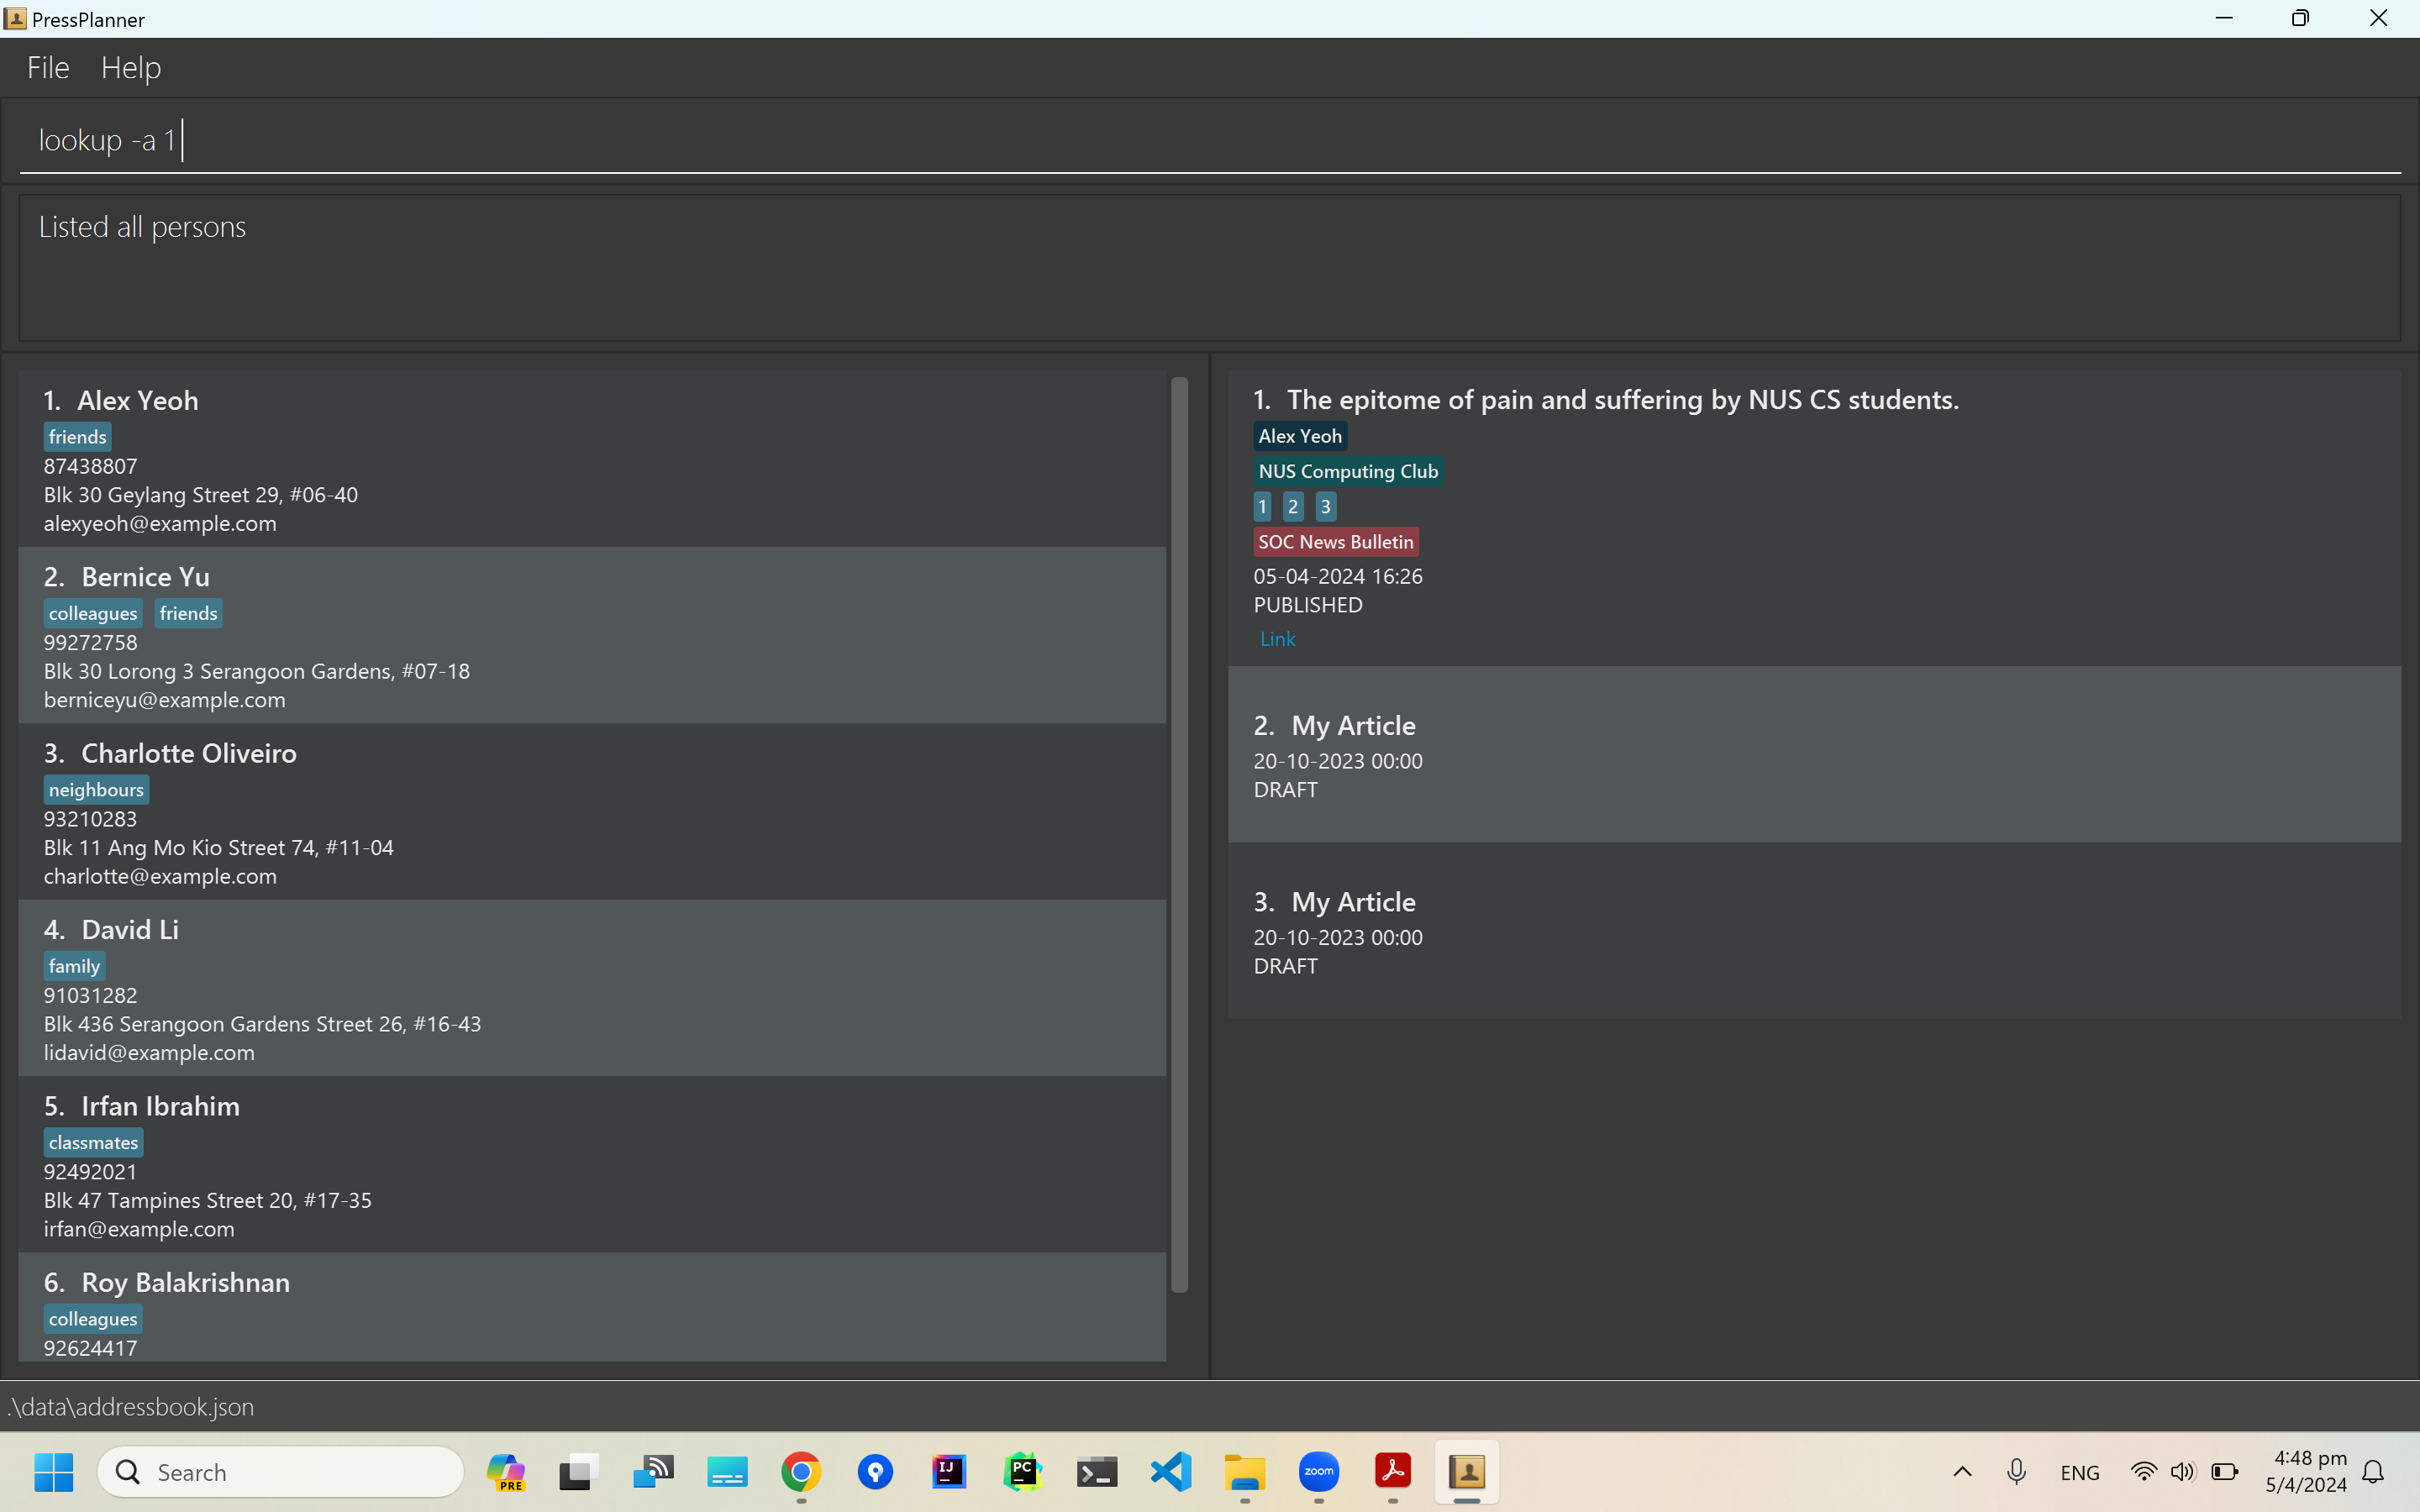 PressPlanner
File Help
lookup -a 1
Listed all persons
1. Alex Yeoh
friends
87438807
Blk 30 Geylang Street 29, #06-40
alexyeoh@example.com
2. Bernice Yu
colleagues friends
99272758
Blk 30 Lorong 3 Serangoon Gardens, #07-18
berniceyu@example.com
3. Charlotte Oliveiro
neighbours
93210283
Blk 11 Ang Mo Kio Street 74, #11-04
charlotte@example.com
4. David Li
family
91031282
Blk 436 Serangoon Gardens Street 26, #16-43
lidavid@example.com
5. Irfan Ibrahim
classmates
92492021
Blk 47 Tampines Street 20, #17-35
irfan@example.com
6. Roy Balakrishnan
colleagues
92624417
1. The epitome of pain and suffering by NUS CS students.
Alex Yeoh
NUS Computing Club
1 2 3
SOC News Bulletin
05-04-2024 16:26
PUBLISHED
Link
2. My Article
20-10-2023 00:00
DRAFT
3. My Article
20-10-2023 00:00
DRAFT
.\data\addressbook.json
Search
PRE
IJ
PC
zoom
ENG
4:48 pm
5/4/2024